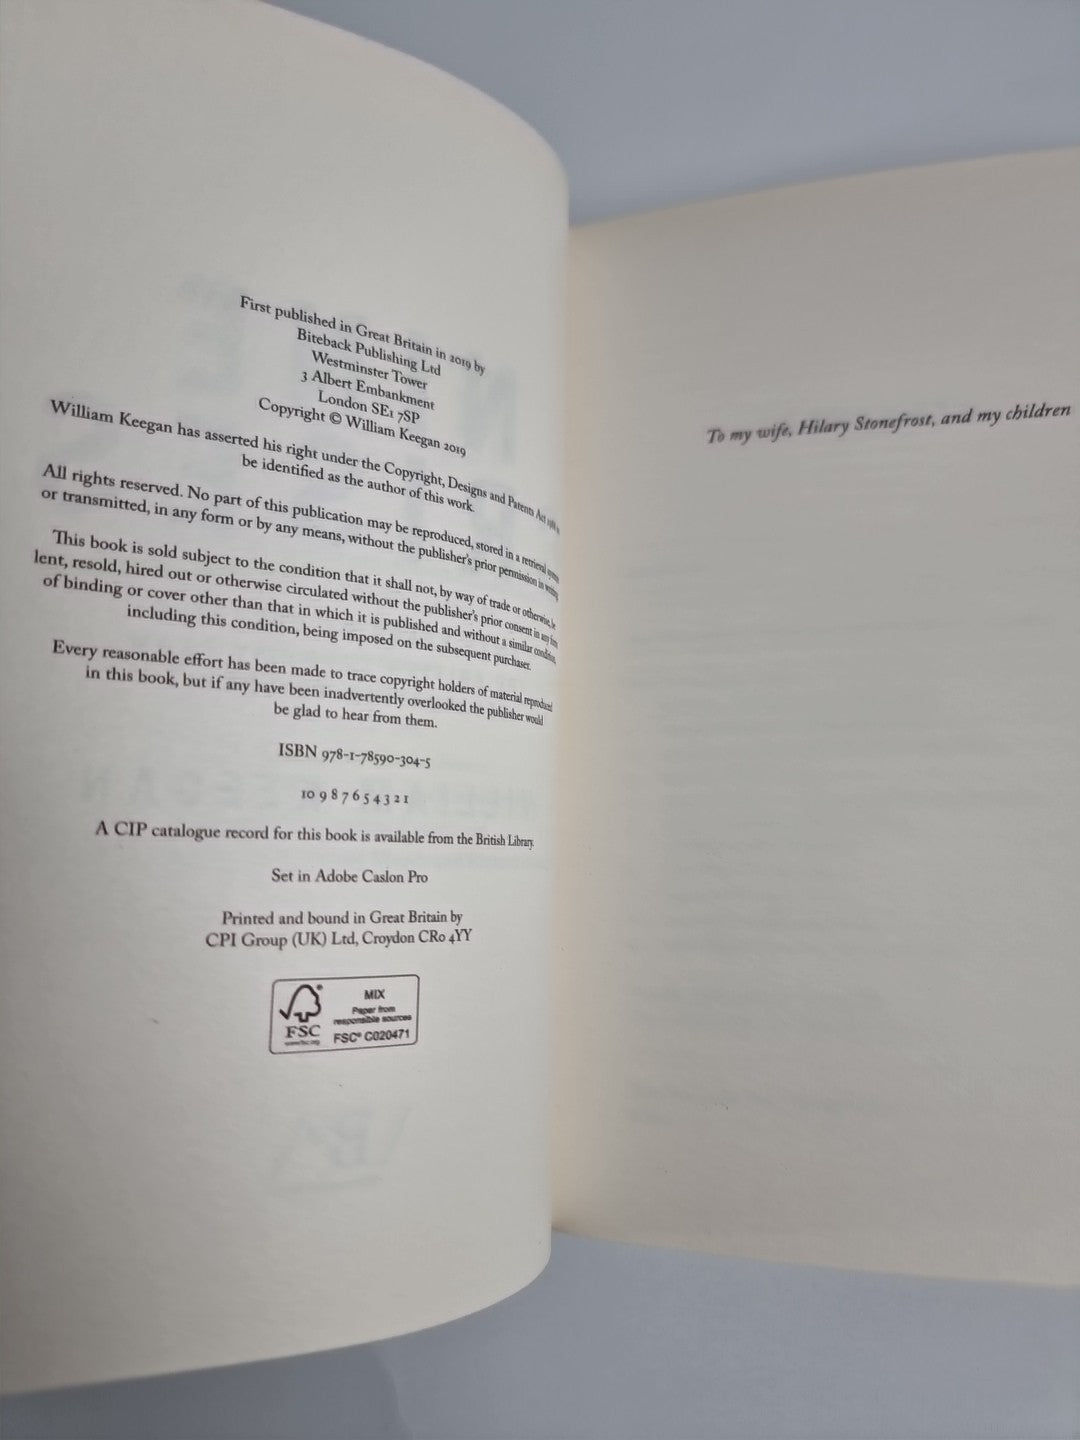 First published in Great Britain in 2019 by
Biteback Publishing Ltd
Westminster Tower
3 Albert Embankment
London SE1 7SP
Copyright © William Keegan 2019
William Keegan has asserted his right under the Copyright, Designs and Patents Act 1988 to
be identified as the author of this work.
All rights reserved. No part of this publication may be reproduced, stored in a retrieval system
or transmitted, in any form or by any means, without the publisher's prior permission in writing
This book is sold subject to the condition that it shall not, by way of trade or otherwise, be
lent, resold, hired out or otherwise circulated without the publisher's prior consent in any form
of binding or cover other than that in which it is published and without a similar condition,
including this condition, being imposed on the subsequent purchaser.
Every reasonable effort has been made to trace copyright holders of material reproduced
in this book, but if any have been inadvertently overlooked the publisher would
be glad to hear from them.
ISBN 978-1-78590-304-5
10 9 8 7 6 5 4 3 2 1
A CIP catalogue record for this book is available from the British Library.
Set in Adobe Caslon Pro
Printed and bound in Great Britain by
CPI Group (UK) Ltd, Croydon CR0 4YY
FSC
MIX
Paper from
responsible sources
FSC® C020471
To my wife, Hilary Stonefrost, and my children